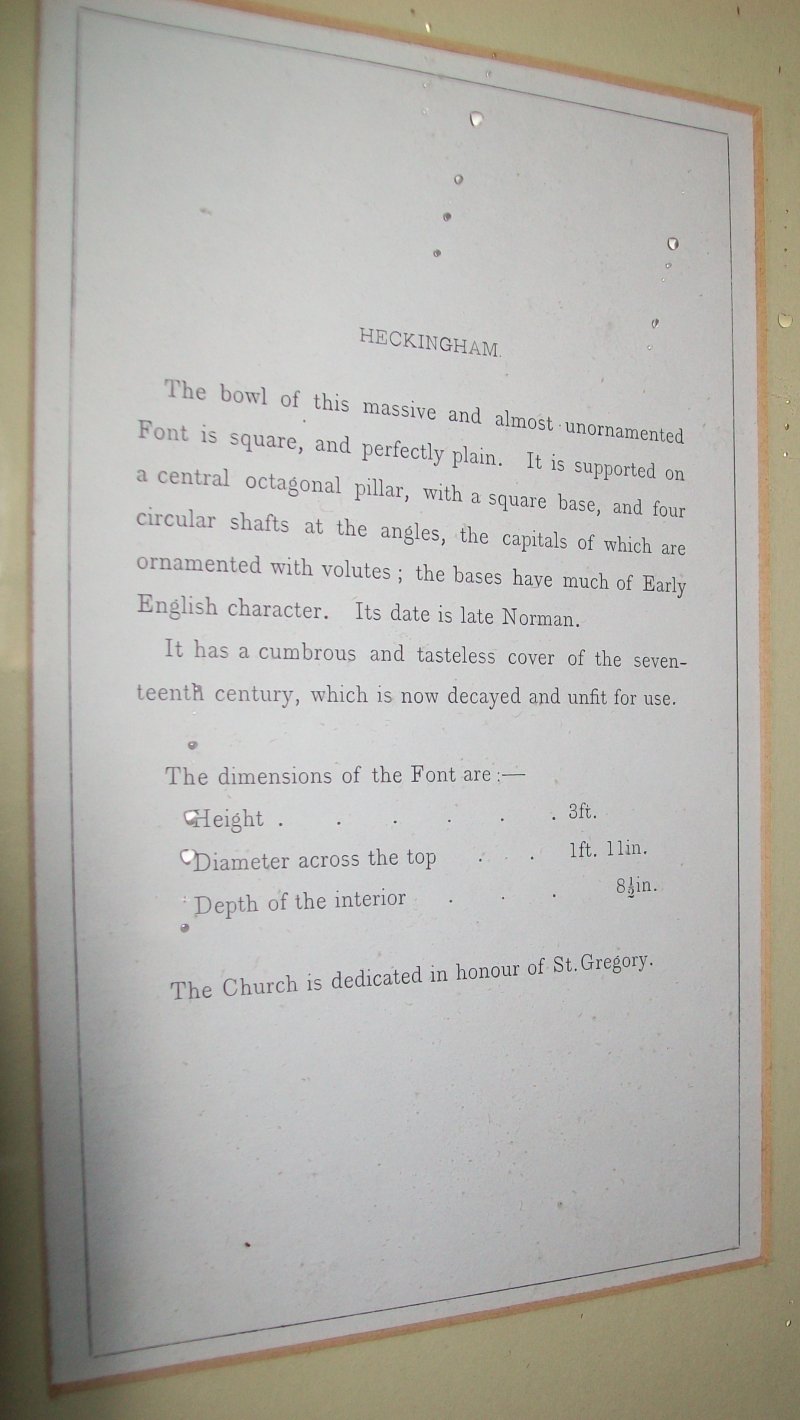 HECKINGHAM.
The bowl of this massive and almost unornamented
Font is square, and perfectly plain. It is supported on
a central octagonal pillar, with a square base, and four
circular shafts at the angles, the capitals of which are
ornamented with volutes; the bases have much of Early
English character. Its date is late Norman.
It has a cumbrous and tasteless cover of the seven-
teenth century, which is now decayed and unfit for use.
The dimensions of the Font are:—
Height . . . . . . 3ft.
Diameter across the top . . 1ft. 11in.
Depth of the interior . . . 8½in.
The Church is dedicated in honour of St. Gregory.